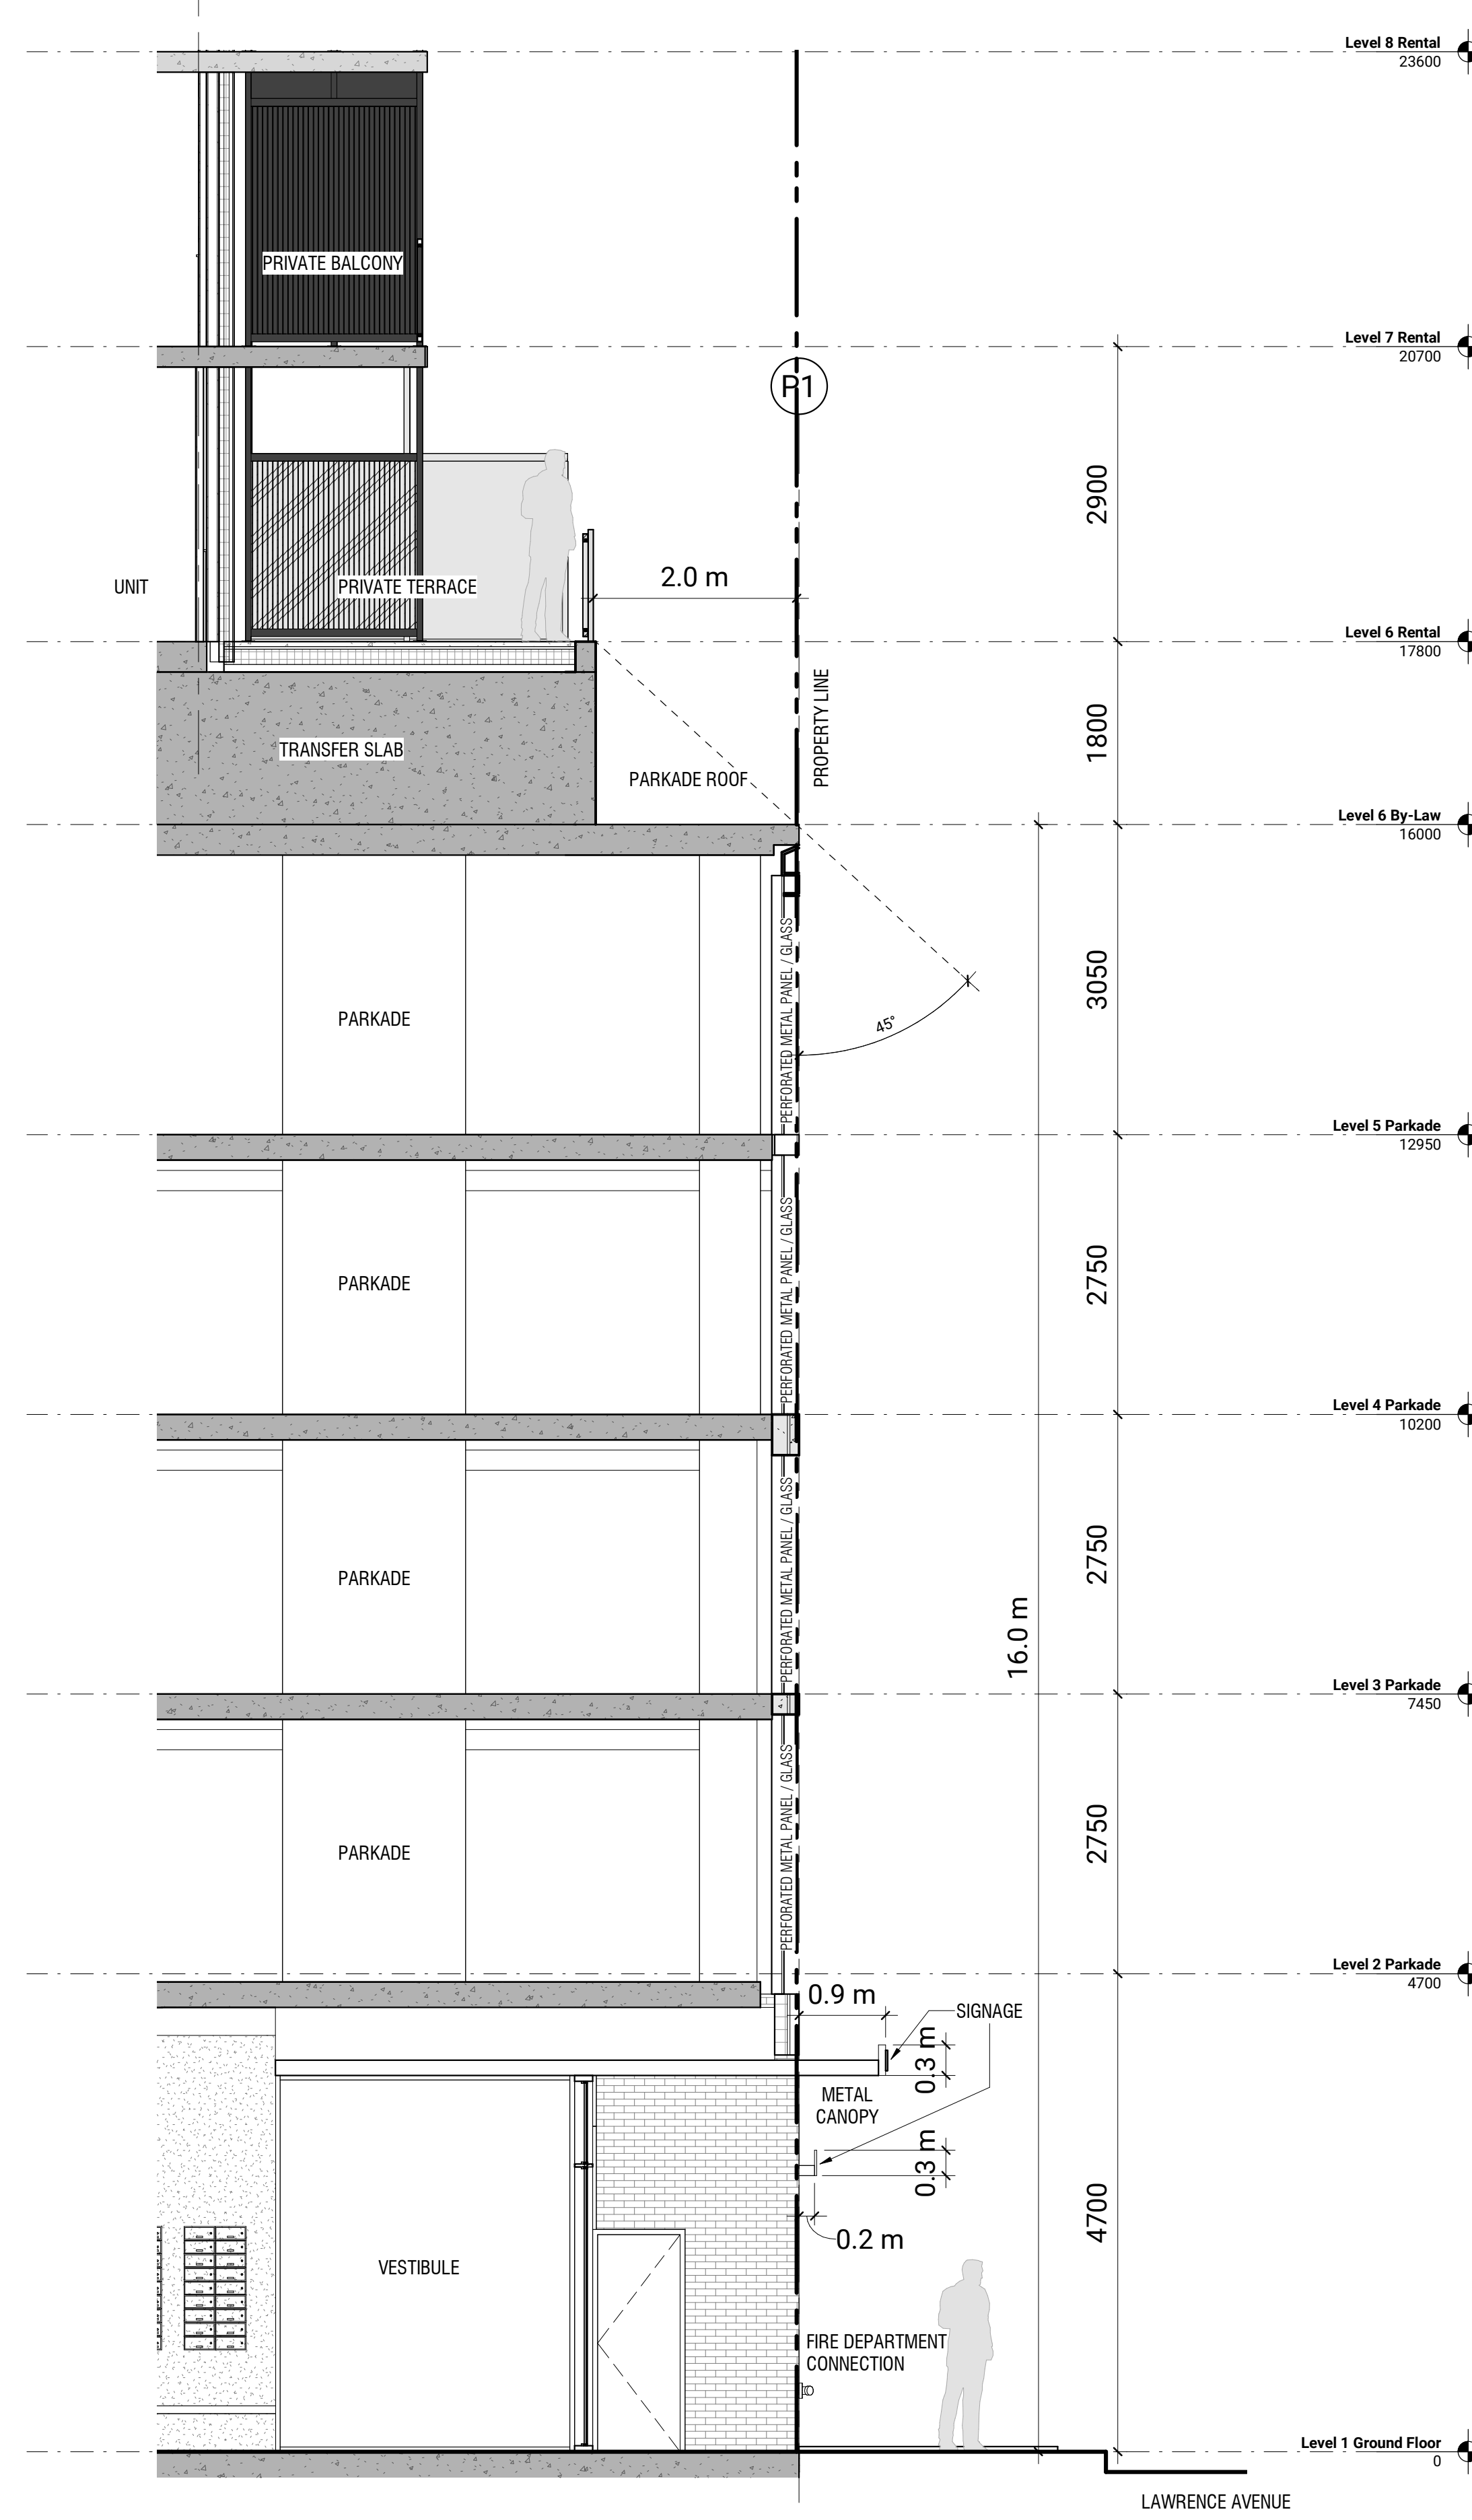 Level 8 Rental
23600
PRIVATE BALCONY
Level 7 Rental
20700
P1
2900
UNIT
PRIVATE TERRACE
2.0 m
Level 6 Rental
17800
TRANSFER SLAB
PARKADE ROOF
PROPERTY LINE
1800
Level 6 By-Law
16000
PARKADE
PERFORATED METAL PANEL / GLASS
45°
3050
Level 5 Parkade
12950
PARKADE
PERFORATED METAL PANEL / GLASS
2750
Level 4 Parkade
10200
PARKADE
PERFORATED METAL PANEL / GLASS
16.0 m
2750
Level 3 Parkade
7450
PARKADE
PERFORATED METAL PANEL / GLASS
2750
Level 2 Parkade
4700
0.9 m
SIGNAGE
0.3 m
METAL
CANOPY
0.3 m
0.2 m
4700
VESTIBULE
FIRE DEPARTMENT
CONNECTION
Level 1 Ground Floor
0
LAWRENCE AVENUE